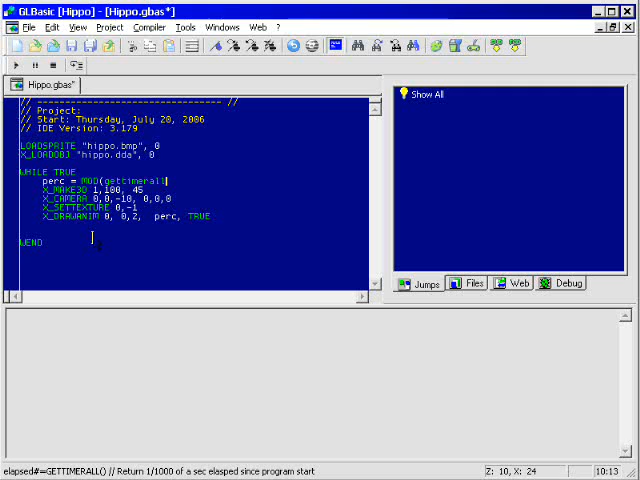 GLBasic [Hippo] - [Hippo.gbas*]
File Edit View Project Compiler Tools Windows Web ?
Hippo.gbas*
// --------------------------------- //
// Project:
// Start: Thursday, July 20, 2006
// IDE Version: 3.179
LOADSPRITE "hippo.bmp", 0
X_LOADOBJ "hippo.dda", 0
WHILE TRUE
perc = MOD(gettimerall
X_MAKE3D 1,100, 45
X_CAMERA 0,0,-10, 0,0,0
X_SETTEXTURE 0,-1
X_DRAWANIM 0, 0,2, perc, TRUE
WEND
Show All
Jumps Files Web Debug
elapsed#=GETTIMERALL() // Return 1/1000 of a sec elasped since program start
Z: 10, X: 24
10:13